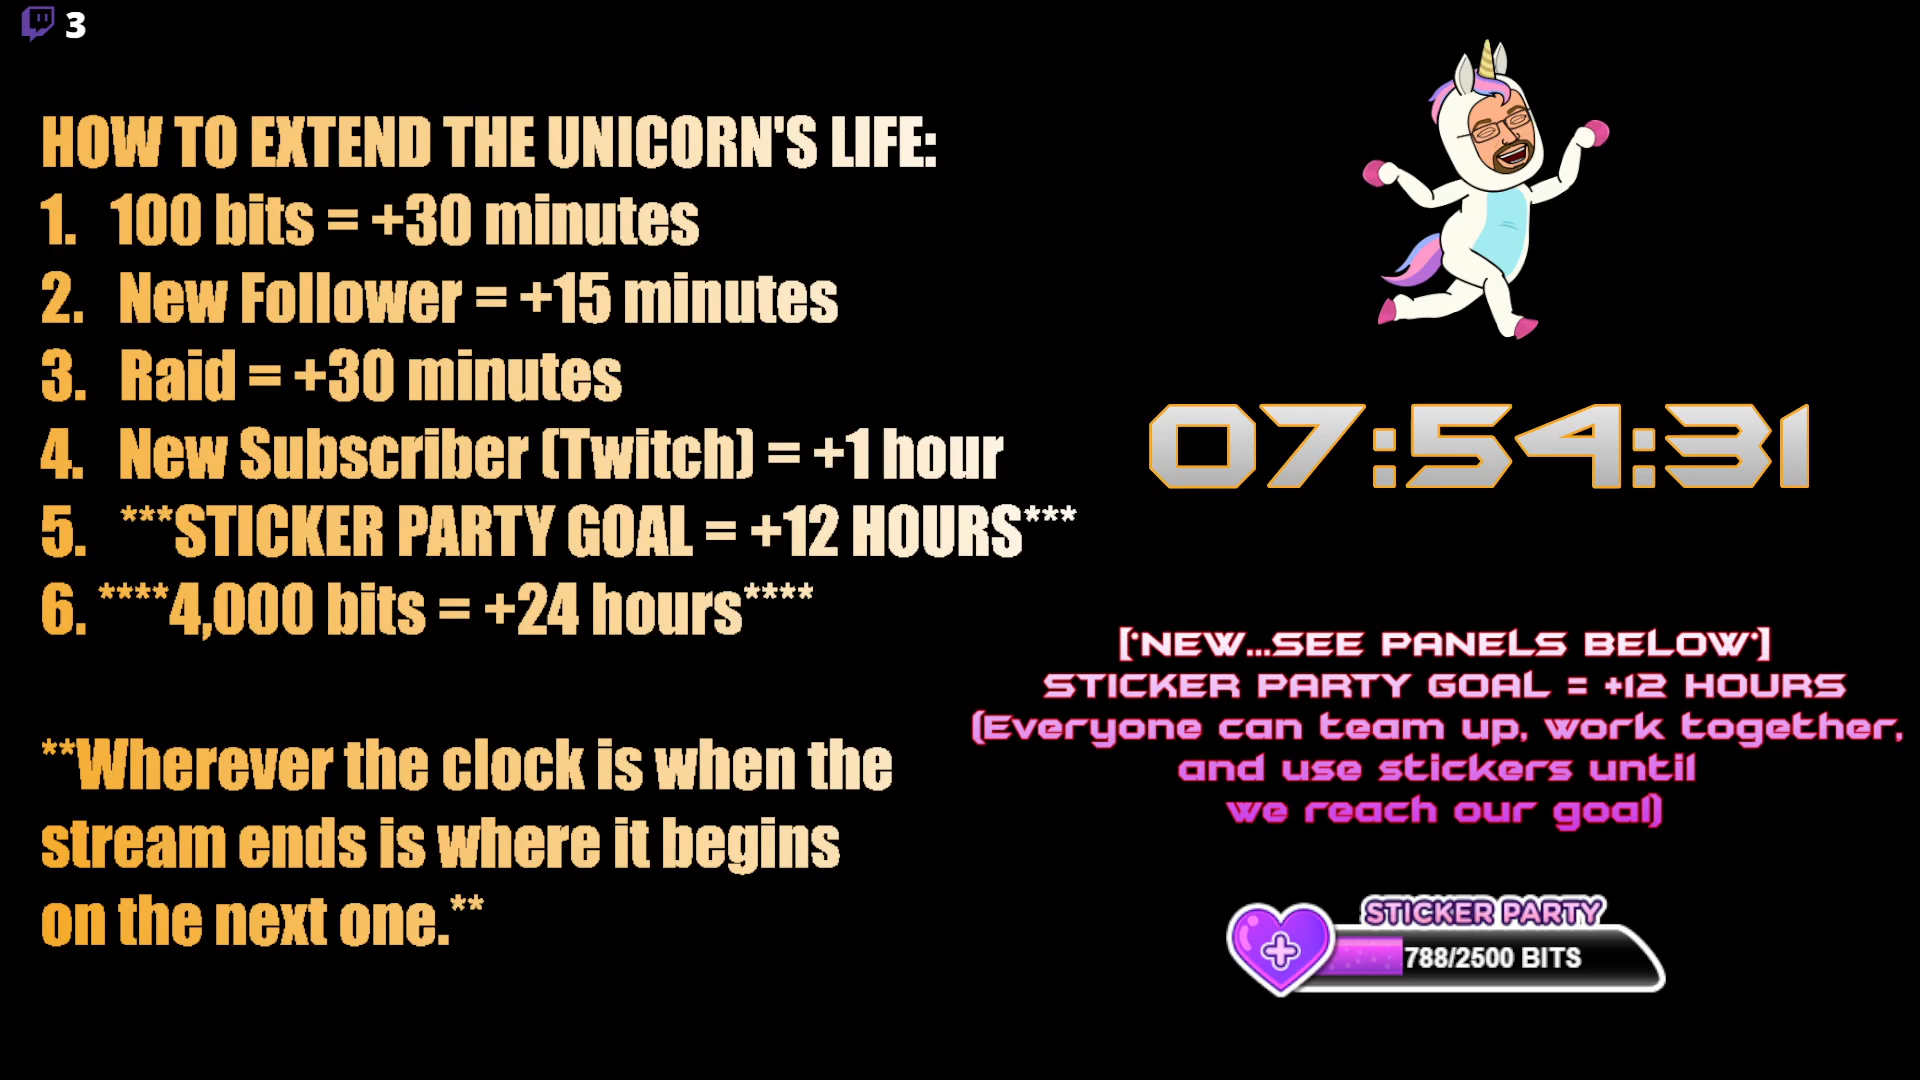 3
HOW TO EXTEND THE UNICORN'S LIFE:
1. 100 bits = +30 minutes
2. New Follower = +15 minutes
3. Raid = +30 minutes
4. New Subscriber (Twitch) = +1 hour
5. ***STICKER PARTY GOAL = +12 HOURS***
6. ****4,000 bits = +24 hours****
**Wherever the clock is when the
stream ends is where it begins
on the next one.**
07:54:31
[*NEW...SEE PANELS BELOW*]
STICKER PARTY GOAL = +12 HOURS
(Everyone can team up, work together,
and use stickers until
we reach our goal)
STICKER PARTY
788/2500 BITS